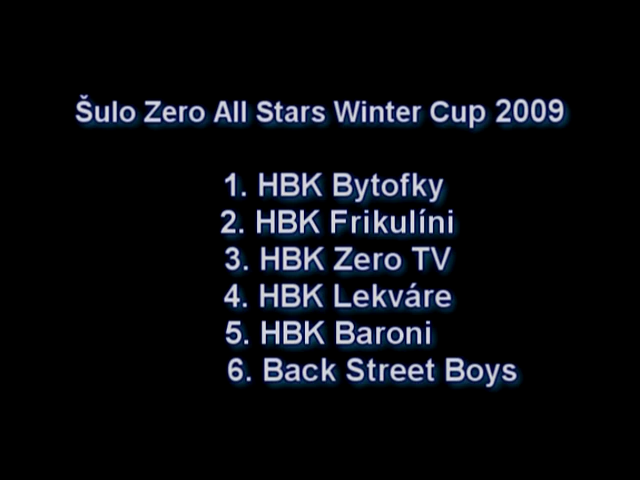 Šulo Zero All Stars Winter Cup 2009
1. HBK Bytofky
2. HBK Frikulíni
3. HBK Zero TV
4. HBK Lekváre
5. HBK Baroni
6. Back Street Boys